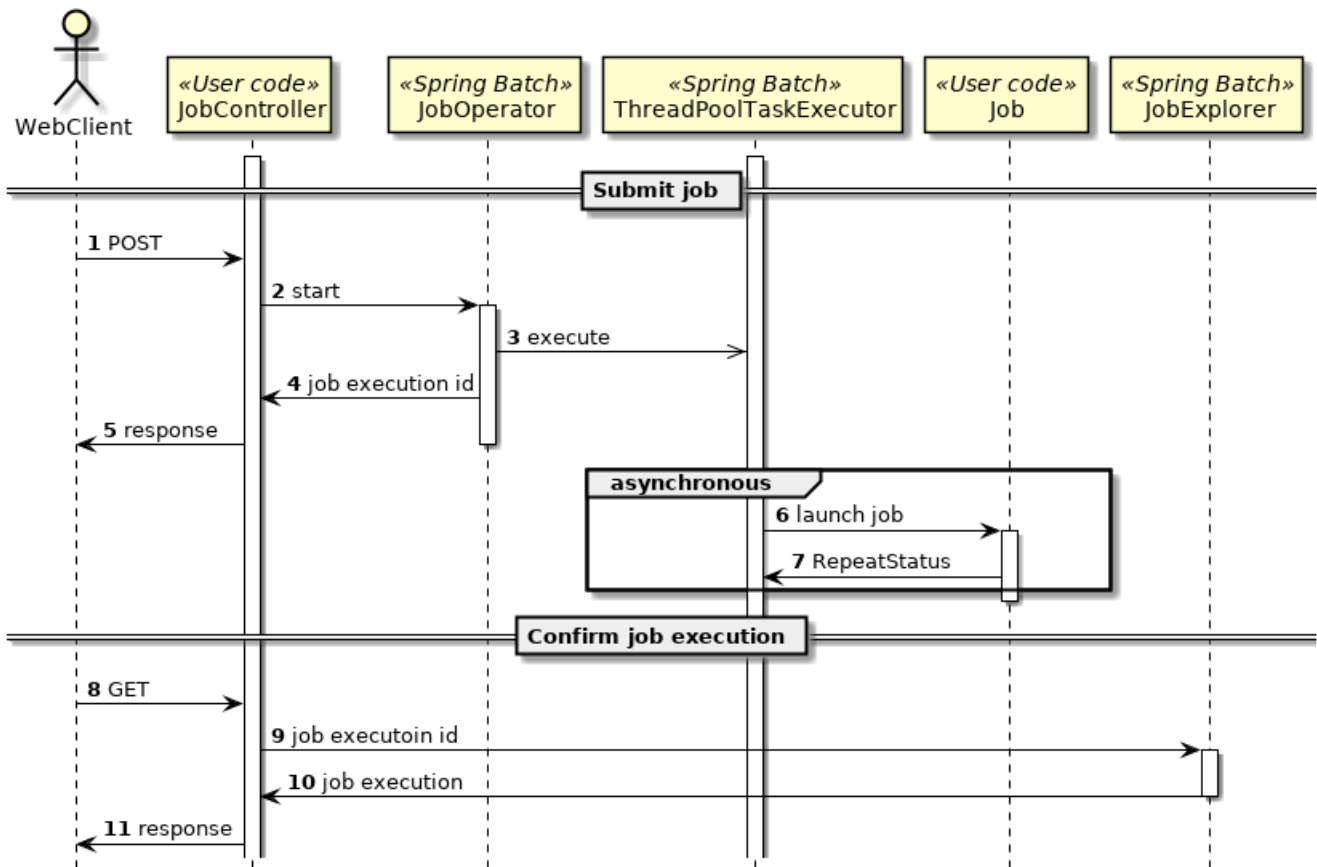 WebClient
«User code»
JobController
«Spring Batch»
JobOperator
«Spring Batch»
ThreadPoolTaskExecutor
«User code»
Job
«Spring Batch»
JobExplorer
Submit job
1 POST
2 start
3 execute
4 job execution id
5 response
asynchronous
6 launch job
7 RepeatStatus
Confirm job execution
8 GET
9 job executoin id
10 job execution
11 response